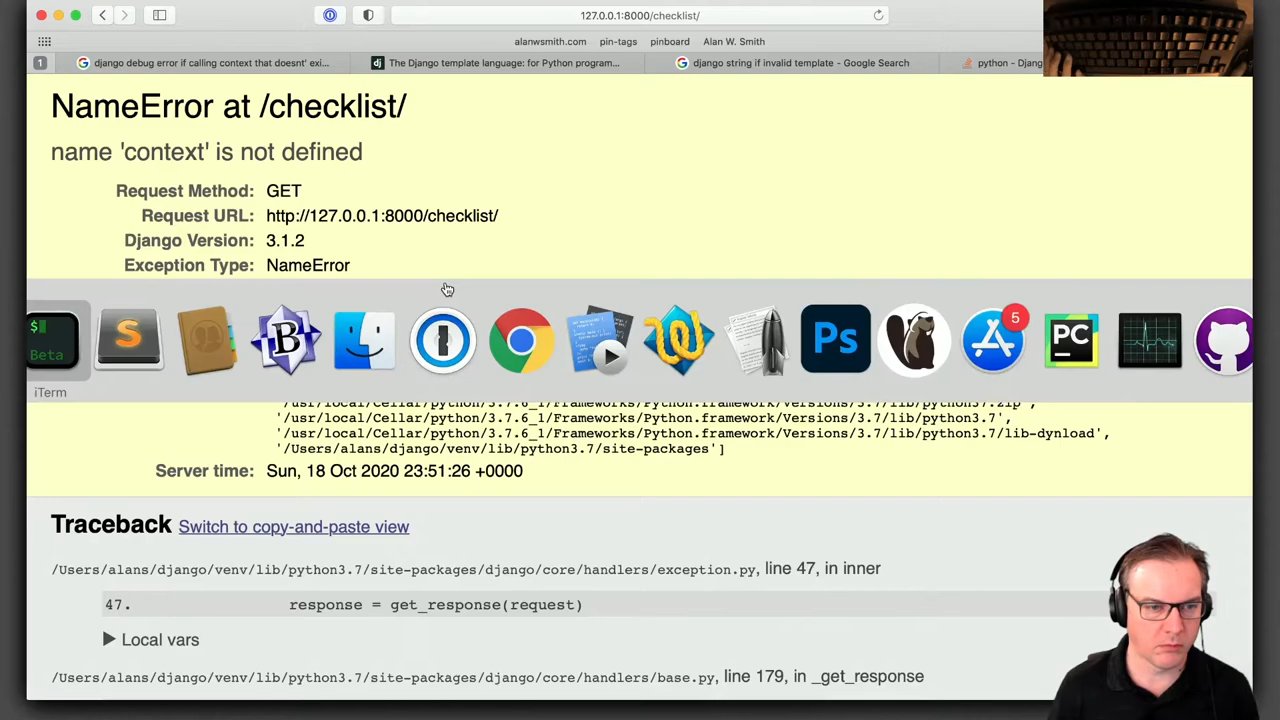 127.0.0.1:8000/checklist/
alanwsmith.com pin-tags pinboard Alan W. Smith
1 django debug error if calling context that doesnt' exi... The Django template language: for Python program... django string if invalid template - Google Search python - Djang
NameError at /checklist/
name 'context' is not defined
Request Method: GET
Request URL: http://127.0.0.1:8000/checklist/
Django Version: 3.1.2
Exception Type: NameError
$
Beta
S
B
Ps
5
PC
iTerm
'/usr/local/Cellar/python/3.7.6_1/Frameworks/Python.framework/Versions/3.7/lib/python37.zip',
'/usr/local/Cellar/python/3.7.6_1/Frameworks/Python.framework/Versions/3.7/lib/python3.7',
'/usr/local/Cellar/python/3.7.6_1/Frameworks/Python.framework/Versions/3.7/lib/python3.7/lib-dynload',
'/Users/alans/django/venv/lib/python3.7/site-packages']
Server time: Sun, 18 Oct 2020 23:51:26 +0000
Traceback Switch to copy-and-paste view
/Users/alans/django/venv/lib/python3.7/site-packages/django/core/handlers/exception.py, line 47, in inner
47. response = get_response(request)
Local vars
/Users/alans/django/venv/lib/python3.7/site-packages/django/core/handlers/base.py, line 179, in _get_response